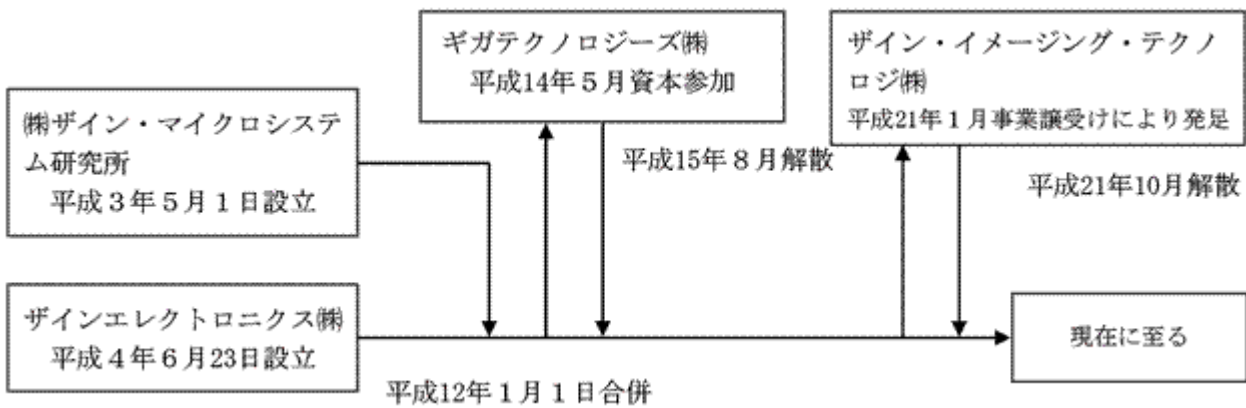 ㈱ザイン・マイクロシステ
ム研究所
平成３年５月１日設立
ザインエレクトロニクス㈱
平成４年６月23日設立
平成12年１月１日合併
ギガテクノロジーズ㈱
平成14年５月資本参加
平成15年８月解散
ザイン・イメージング・テクノ
ロジ㈱
平成21年１月事業譲受けにより発足
平成21年10月解散
現在に至る